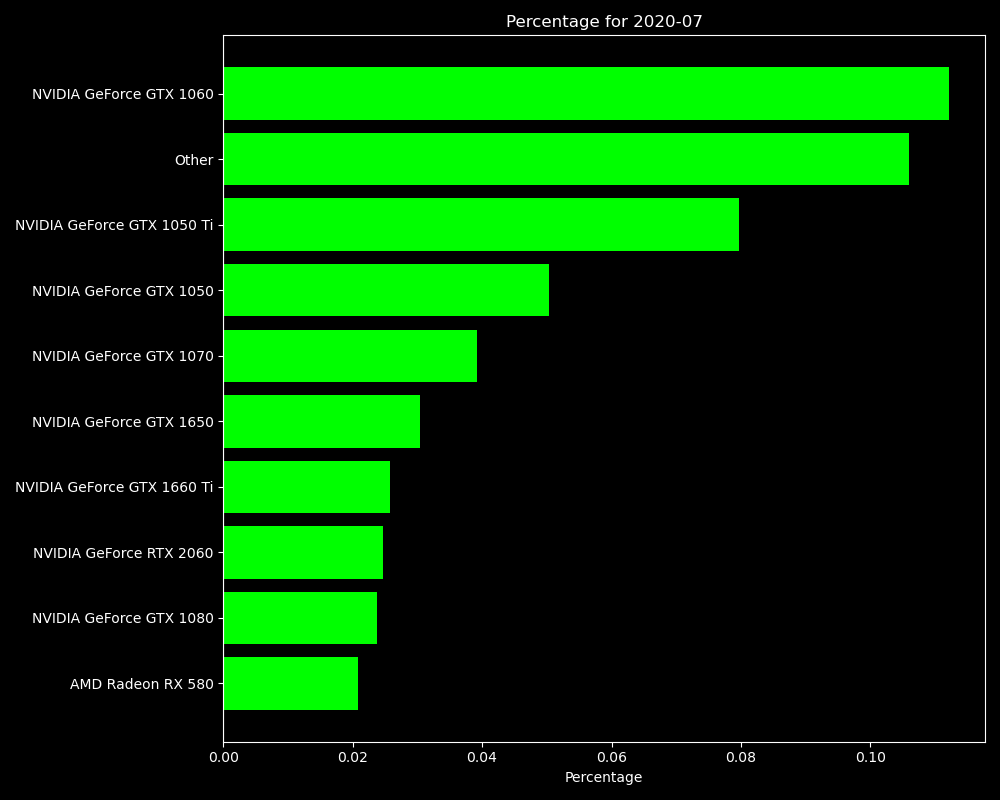 Percentage for 2020-07
NVIDIA GeForce GTX 1060
Other
NVIDIA GeForce GTX 1050 Ti
NVIDIA GeForce GTX 1050
NVIDIA GeForce GTX 1070
NVIDIA GeForce GTX 1650
NVIDIA GeForce GTX 1660 Ti
NVIDIA GeForce RTX 2060
NVIDIA GeForce GTX 1080
AMD Radeon RX 580
0.00 0.02 0.04 0.06 0.08 0.10
Percentage